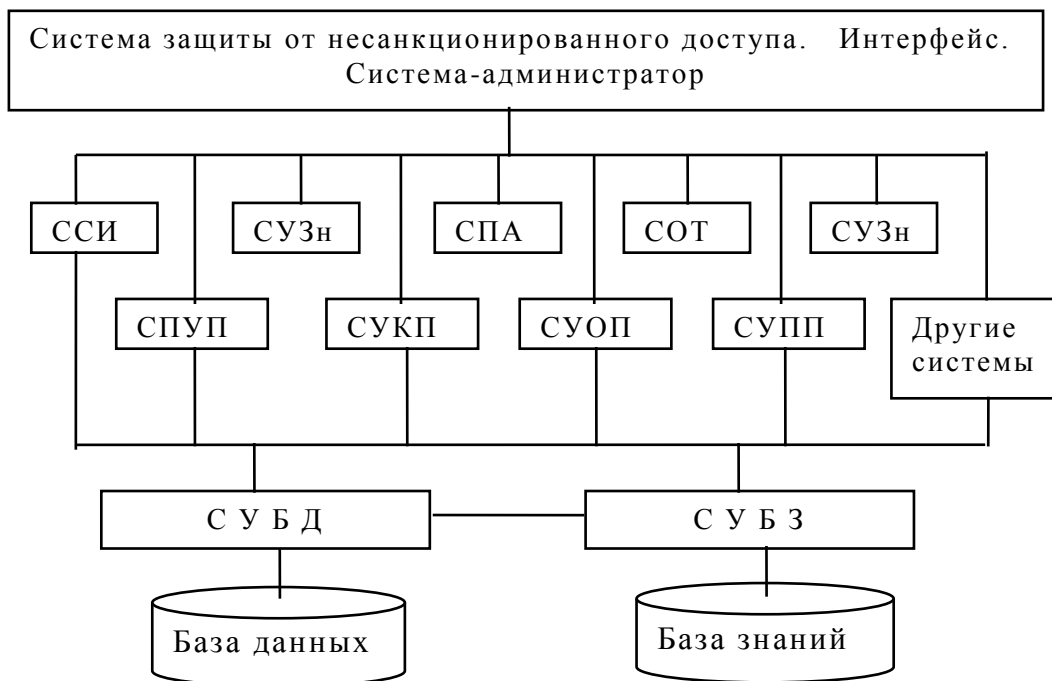 Система защиты от несанкционированного доступа. Интерфейс.
Система-администратор
ССИ
СУЗн
СПА
СОТ
СУЗн
СПУП
СУКП
СУОП
СУПП
Другие
системы
С У Б Д
С У Б З
База данных
База знаний